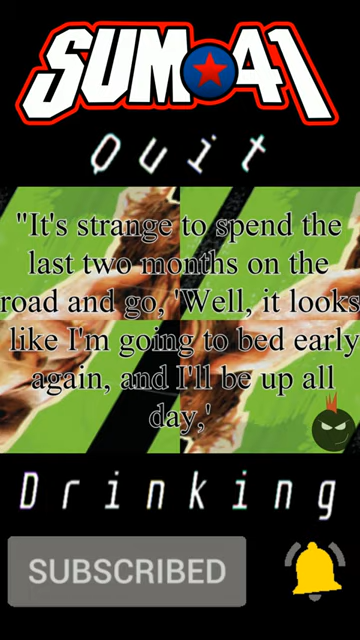 SUM 41
Quit
"It's strange to spend the
last two months on the
road and go, 'Well, it looks
like I'm going to bed early
again, and I'll be up all
day,'
Drinking
SUBSCRIBED